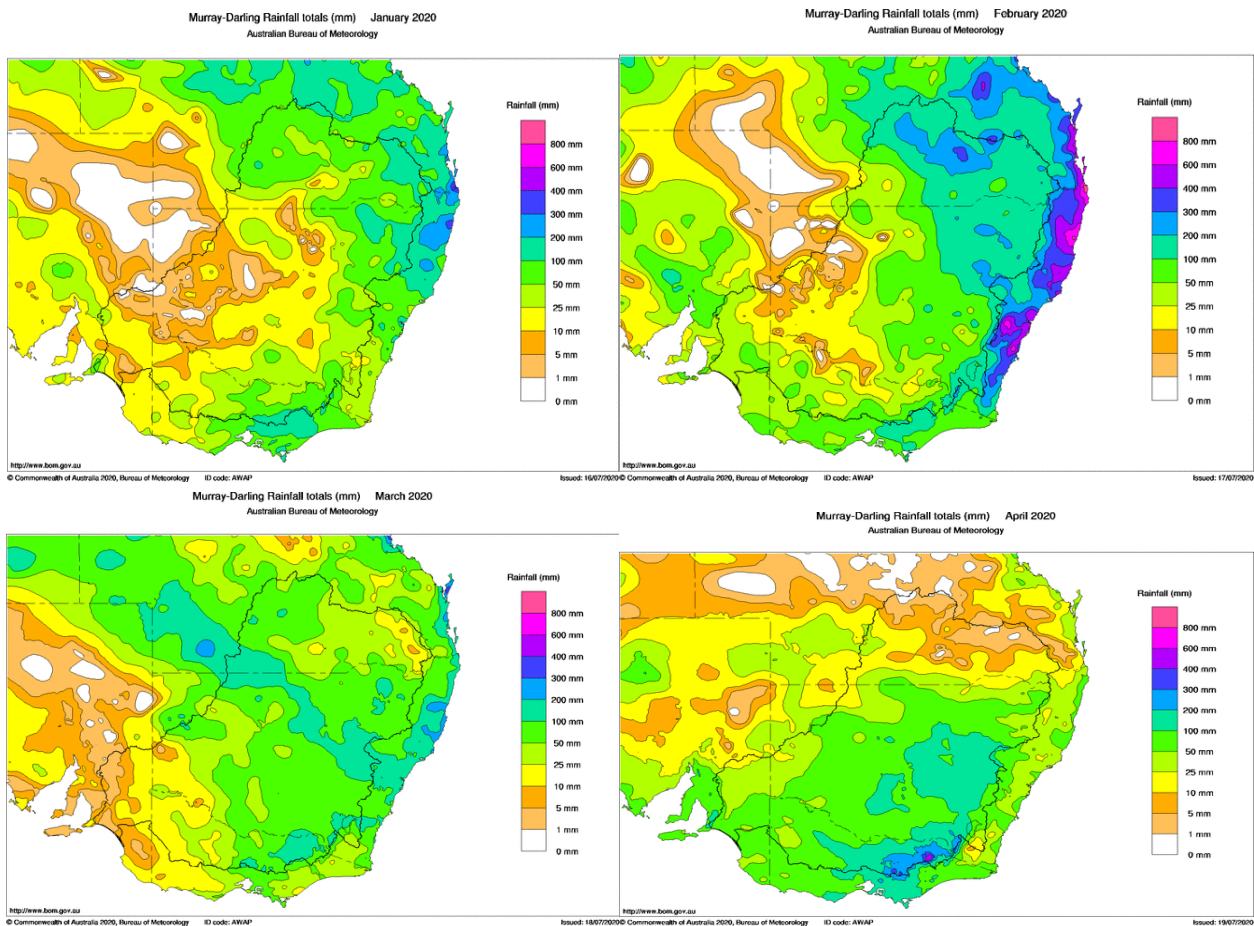 Murray-Darling Rainfall totals (mm) January 2020
Australian Bureau of Meteorology
Rainfall (mm)
800 mm
600 mm
400 mm
300 mm
200 mm
100 mm
50 mm
25 mm
10 mm
5 mm
1 mm
0 mm
http://www.bom.gov.au
© Commonwealth of Australia 2020, Bureau of Meteorology ID code: AWAP Issued: 16/07/2020
Murray-Darling Rainfall totals (mm) February 2020
Australian Bureau of Meteorology
Rainfall (mm)
800 mm
600 mm
400 mm
300 mm
200 mm
100 mm
50 mm
25 mm
10 mm
5 mm
1 mm
0 mm
http://www.bom.gov.au
© Commonwealth of Australia 2020, Bureau of Meteorology ID code: AWAP Issued: 17/07/2020
Murray-Darling Rainfall totals (mm) March 2020
Australian Bureau of Meteorology
Rainfall (mm)
800 mm
600 mm
400 mm
300 mm
200 mm
100 mm
50 mm
25 mm
10 mm
5 mm
1 mm
0 mm
http://www.bom.gov.au
© Commonwealth of Australia 2020, Bureau of Meteorology ID code: AWAP Issued: 18/07/2020
Murray-Darling Rainfall totals (mm) April 2020
Australian Bureau of Meteorology
Rainfall (mm)
800 mm
600 mm
400 mm
300 mm
200 mm
100 mm
50 mm
25 mm
10 mm
5 mm
1 mm
0 mm
http://www.bom.gov.au
© Commonwealth of Australia 2020, Bureau of Meteorology ID code: AWAP Issued: 19/07/2020